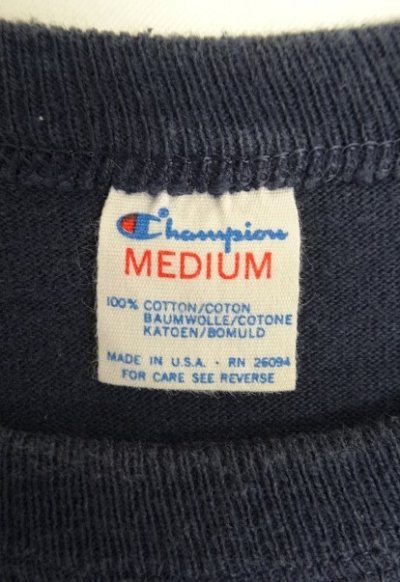 Champion
MEDIUM
100% COTTON/COTON
BAUMWOLLE/COTONE
KATOEN/BOMULD
MADE IN U.S.A. - RN 26094
FOR CARE SEE REVERSE